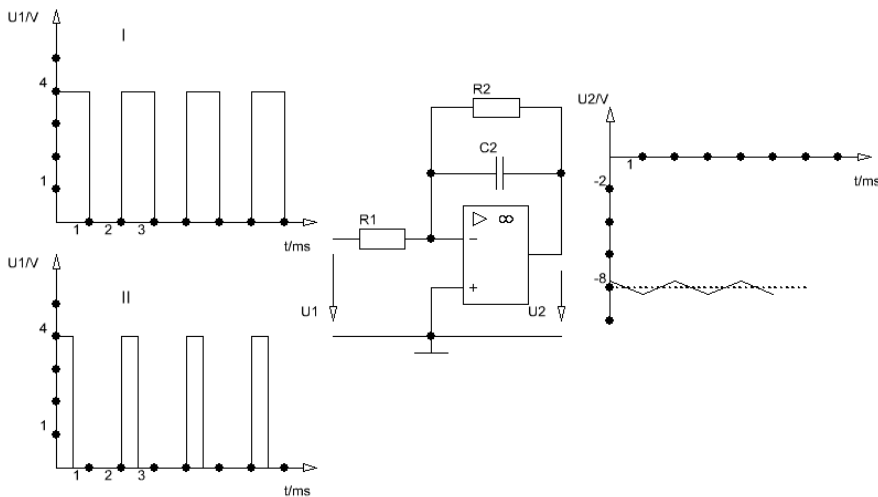 U1/V
I
4
1
1 2 3
t/ms
U1/V
II
4
1
1 2 3
t/ms
R2
C2
R1
∞
−
+
U1
U2
U2/V
1
t/ms
-2
-8